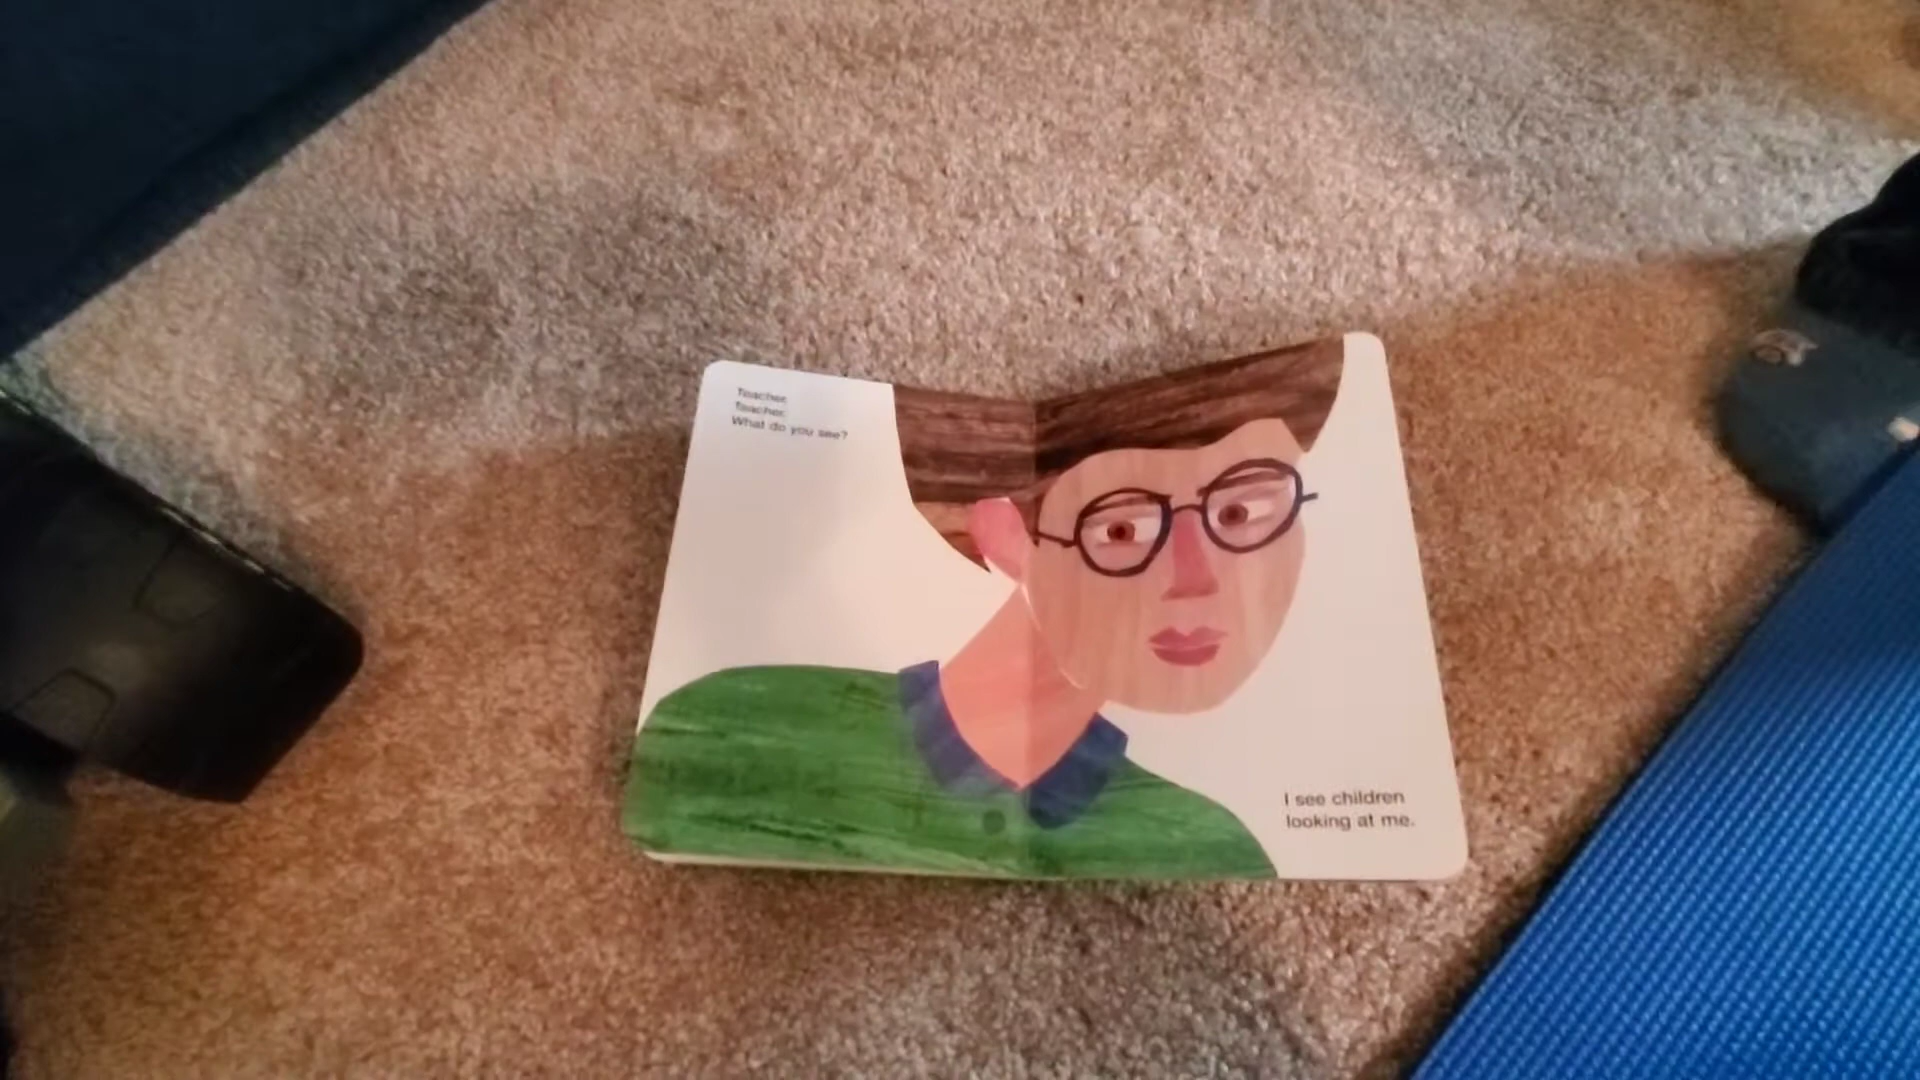 Teacher,
Teacher,
What do you see?
I see children
looking at me.